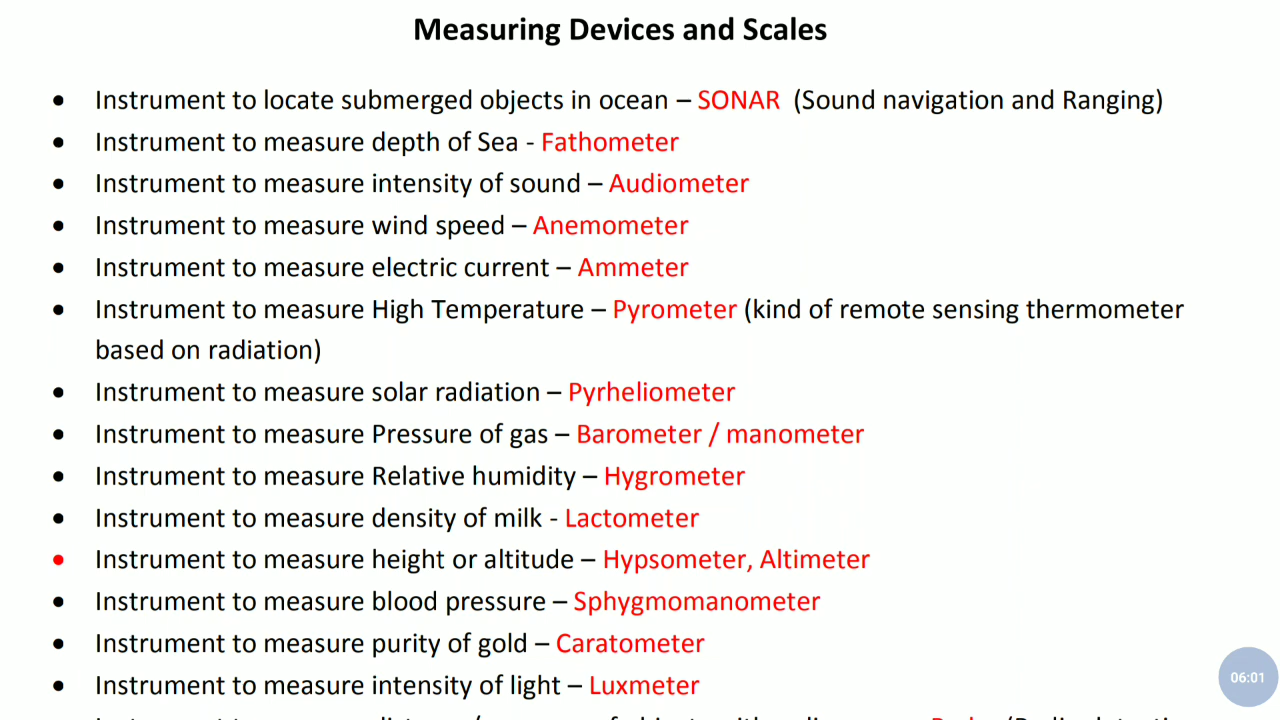 Measuring Devices and Scales
• Instrument to locate submerged objects in ocean – SONAR (Sound navigation and Ranging)
• Instrument to measure depth of Sea - Fathometer
• Instrument to measure intensity of sound – Audiometer
• Instrument to measure wind speed – Anemometer
• Instrument to measure electric current – Ammeter
• Instrument to measure High Temperature – Pyrometer (kind of remote sensing thermometer
based on radiation)
• Instrument to measure solar radiation – Pyrheliometer
• Instrument to measure Pressure of gas – Barometer / manometer
• Instrument to measure Relative humidity – Hygrometer
• Instrument to measure density of milk - Lactometer
• Instrument to measure height or altitude – Hypsometer, Altimeter
• Instrument to measure blood pressure – Sphygmomanometer
• Instrument to measure purity of gold – Caratometer
• Instrument to measure intensity of light – Luxmeter
06:01